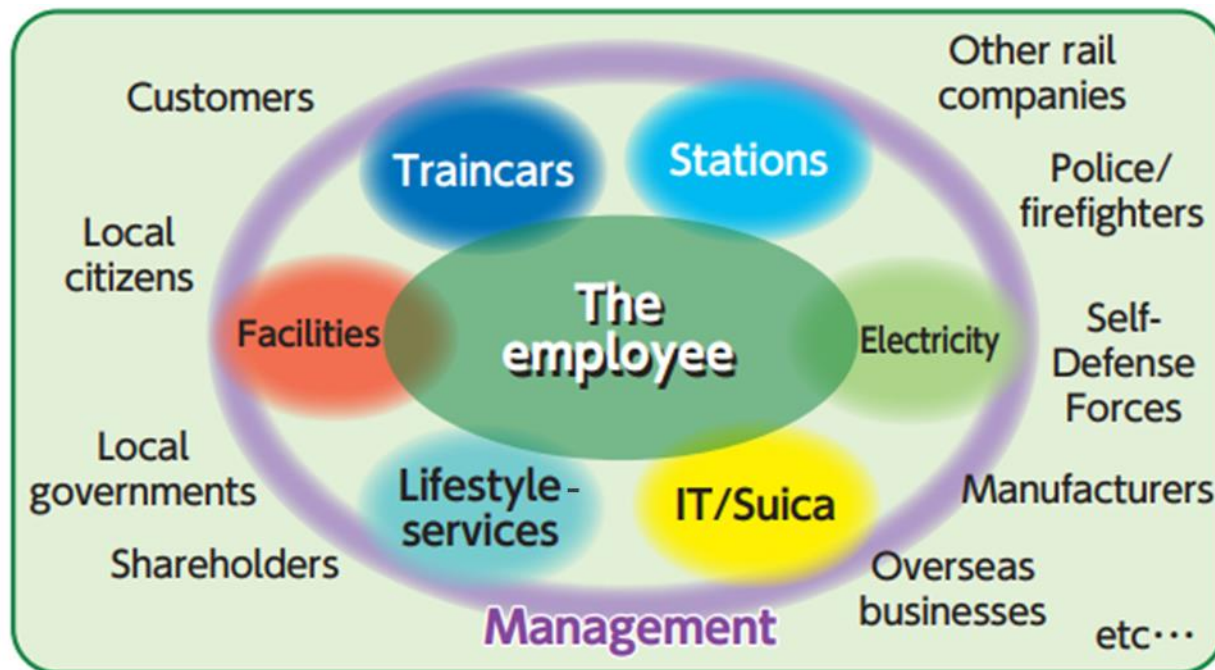 Customers
Other rail
companies
Traincars
Stations
Police/
firefighters
Local
citizens
Facilities
The
employee
Electricity
Self-
Defense
Forces
Local
governments
Lifestyle-
services
IT/Suica
Manufacturers
Shareholders
Overseas
businesses
Management
etc…